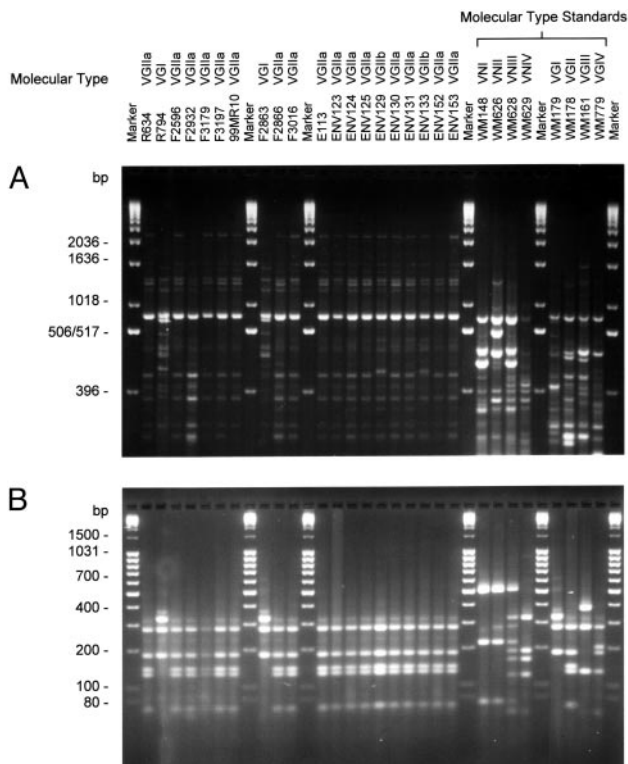 Molecular Type Standards
Molecular Type
VGIIa VGI VGIIa VGIIa VGIIa VGIIa VGIIa VGI VGIIa VGIIa VGIIa VGIIa VGIIa VGIIa VGIIb VGIIa VGIIa VGIIb VGIIa VGIIa VNI VNII VNIII VNIV VGI VGII VGIII VGIV
Marker R634 R794 F2596 F2932 F3179 F3197 99MR10 Marker F2863 F2866 F3016 Marker E113 ENV123 ENV124 ENV125 ENV129 ENV130 ENV131 ENV133 ENV152 ENV153 Marker WM148 WM626 WM628 WM629 Marker WM179 WM178 WM161 WM779 Marker
A
bp
2036 -
1636 -
1018 -
506/517 -
396 -
B
bp
1500 -
1031 -
700 -
400 -
200 -
100 -
80 -